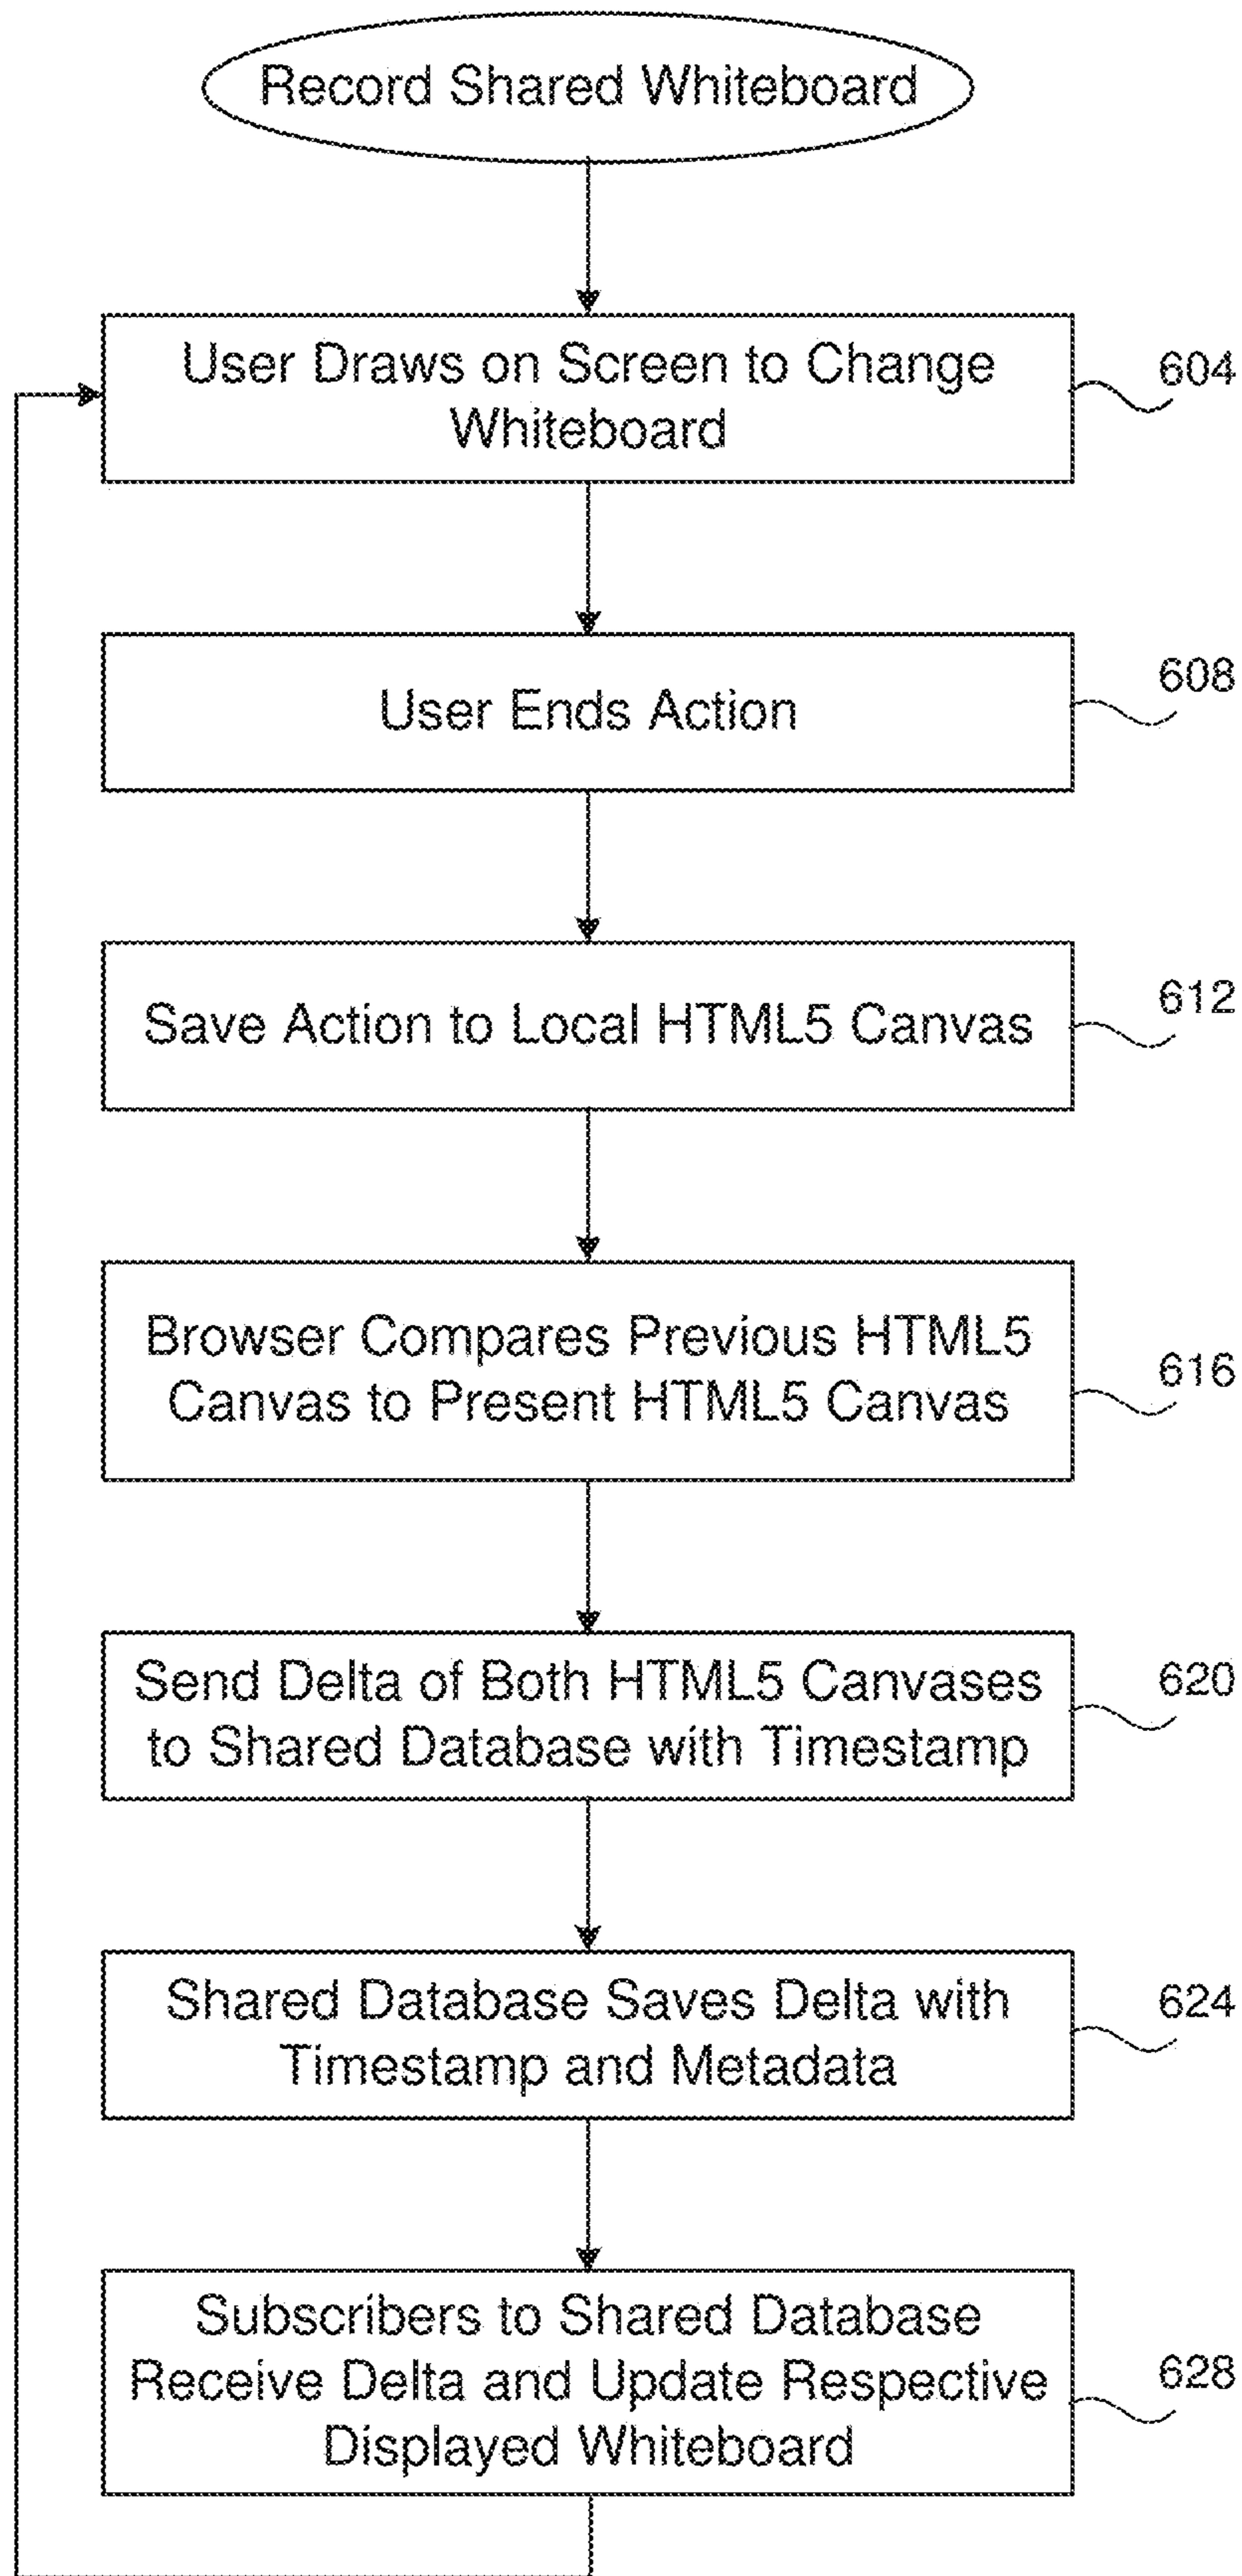 Record Shared Whiteboard
User Draws on Screen to Change
Whiteboard
604
User Ends Action
608
Save Action to Local HTML5 Canvas
612
Browser Compares Previous HTML5
Canvas to Present HTML5 Canvas
616
Send Delta of Both HTML5 Canvases
to Shared Database with Timestamp
620
Shared Database Saves Delta with
Timestamp and Metadata
624
Subscribers to Shared Database
Receive Delta and Update Respective
Displayed Whiteboard
628